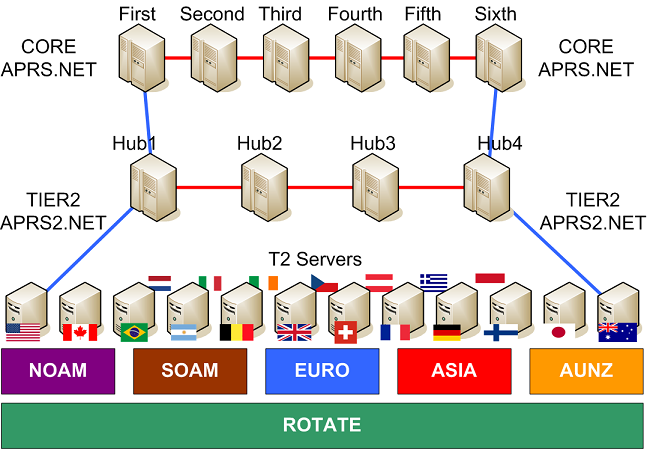 First Second Third Fourth Fifth Sixth
CORE
APRS.NET
CORE
APRS.NET
Hub1 Hub2 Hub3 Hub4
TIER2
APRS2.NET
TIER2
APRS2.NET
T2 Servers
NOAM SOAM EURO ASIA AUNZ
ROTATE